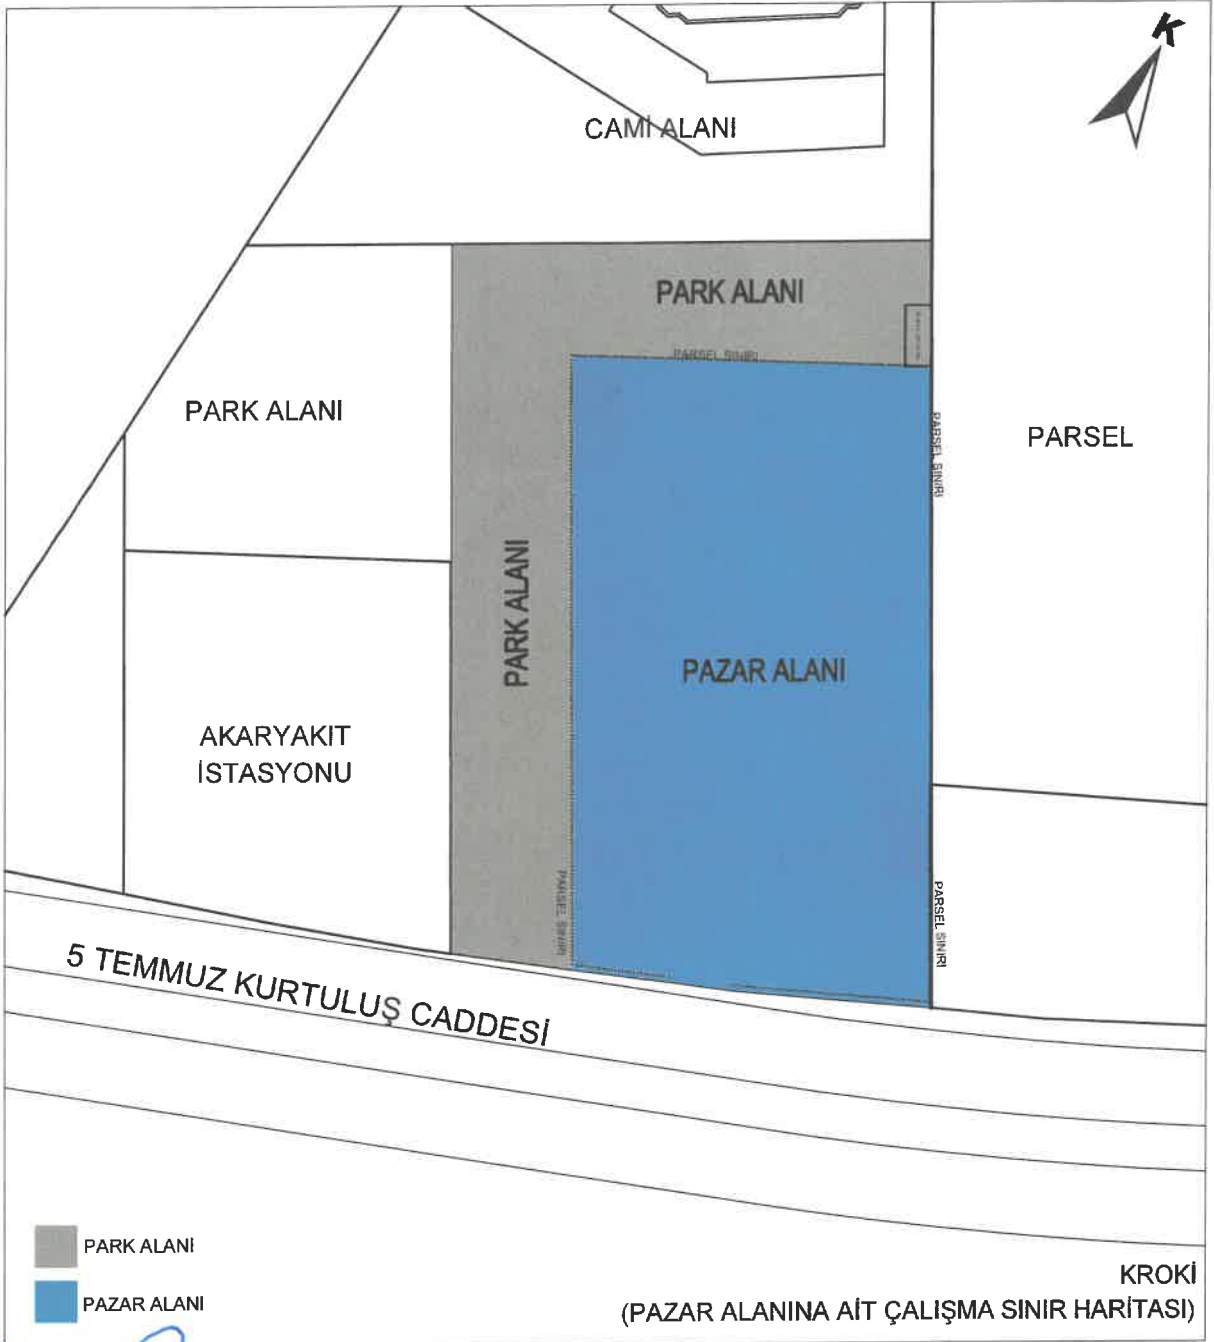 K
CAMİ ALANI
PARK ALANI
PARSEL SINIRI
PARK ALANI
PARSEL SINIRI
PARSEL
PARK ALANI
PAZAR ALANI
AKARYAKIT
İSTASYONU
PARSEL SINIRI
PARSEL SINIRI
5 TEMMUZ KURTULUŞ CADDESİ
PARK ALANI
PAZAR ALANI
KROKİ
(PAZAR ALANINA AİT ÇALIŞMA SINIR HARİTASI)